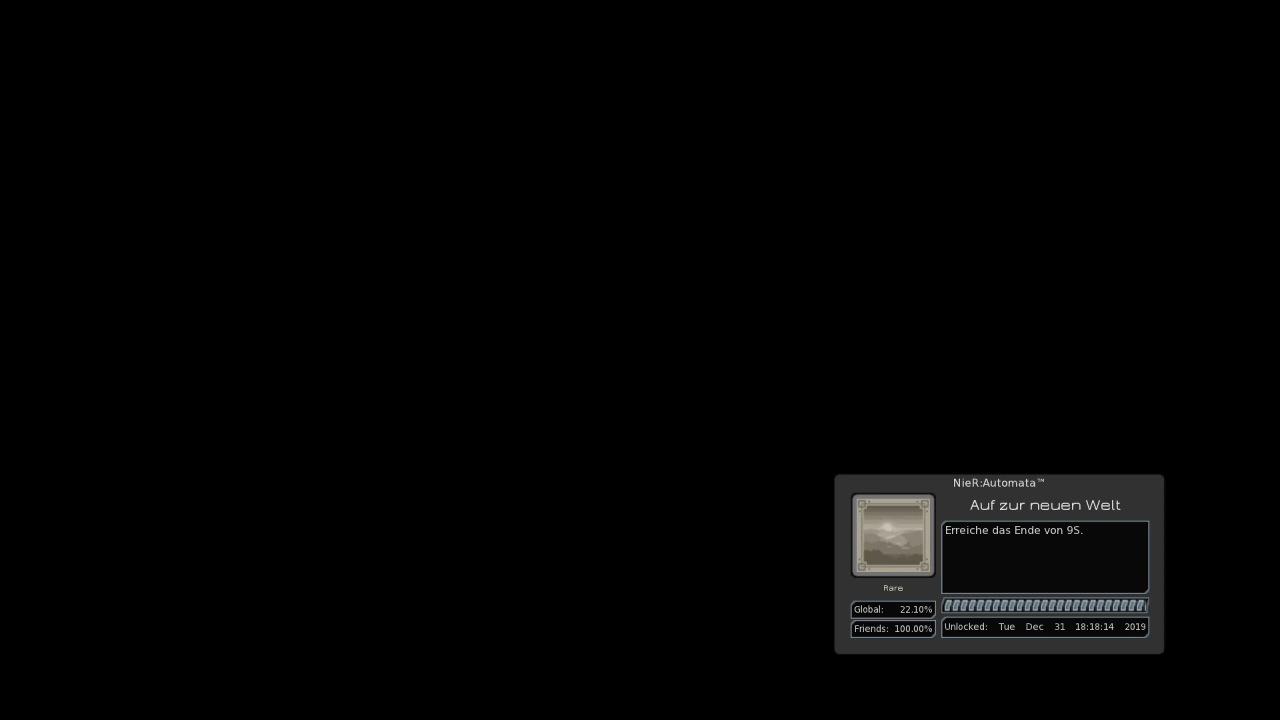 NieR:Automata™
Auf zur neuen Welt
Erreiche das Ende von 9S.
Rare
Global: 22.10%
Friends: 100.00%
Unlocked: Tue Dec 31 18:18:14 2019